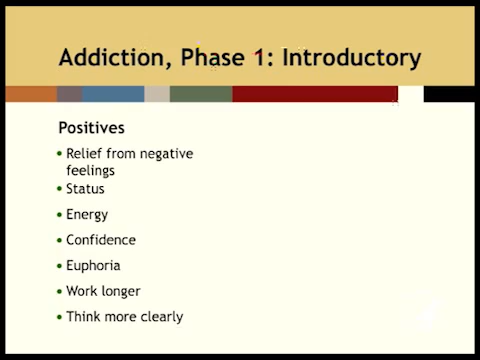 Addiction, Phase 1: Introductory
Positives
• Relief from negative
feelings
• Status
• Energy
• Confidence
• Euphoria
• Work longer
• Think more clearly